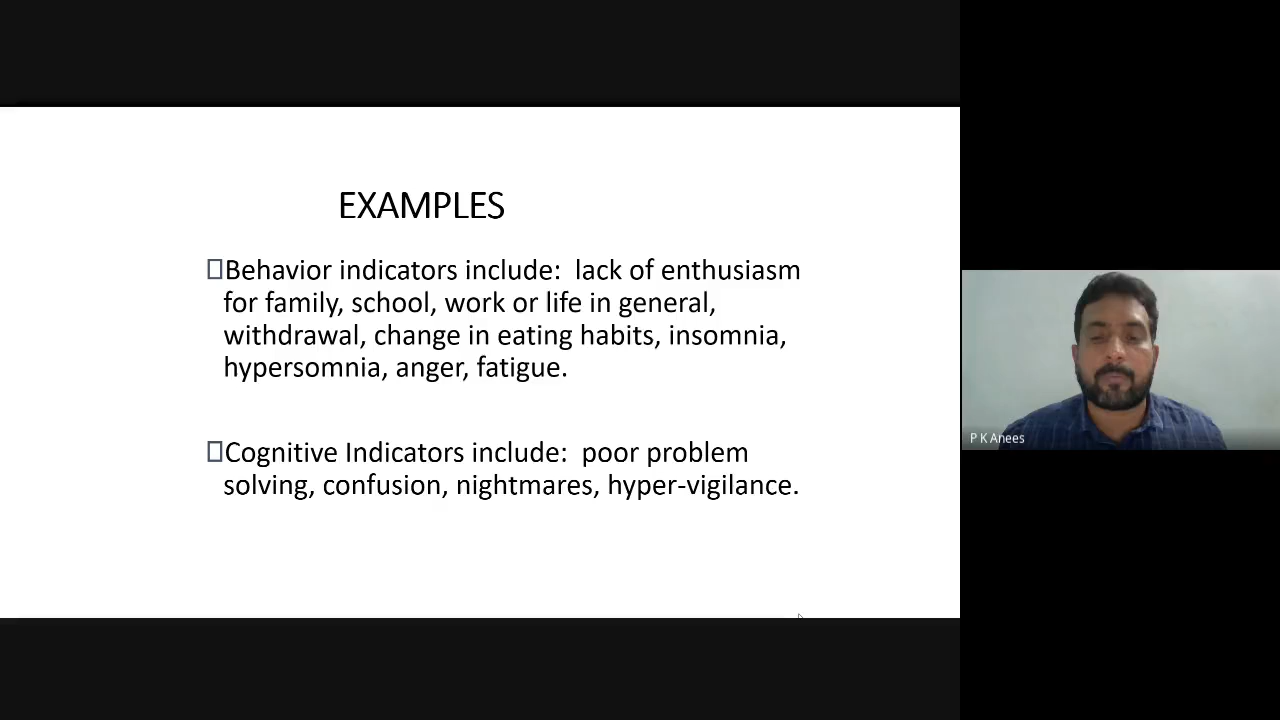 EXAMPLES
Behavior indicators include: lack of enthusiasm
for family, school, work or life in general,
withdrawal, change in eating habits, insomnia,
hypersomnia, anger, fatigue.
Cognitive Indicators include: poor problem
solving, confusion, nightmares, hyper-vigilance.
P K Anees